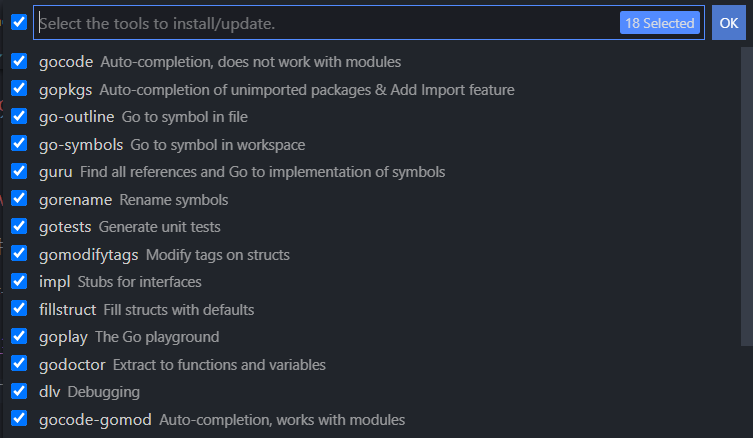 Select the tools to install/update. 18 Selected OK
gocode Auto-completion, does not work with modules
gopkgs Auto-completion of unimported packages & Add Import feature
go-outline Go to symbol in file
go-symbols Go to symbol in workspace
guru Find all references and Go to implementation of symbols
gorename Rename symbols
gotests Generate unit tests
gomodifytags Modify tags on structs
impl Stubs for interfaces
fillstruct Fill structs with defaults
goplay The Go playground
godoctor Extract to functions and variables
dlv Debugging
gocode-gomod Auto-completion, works with modules